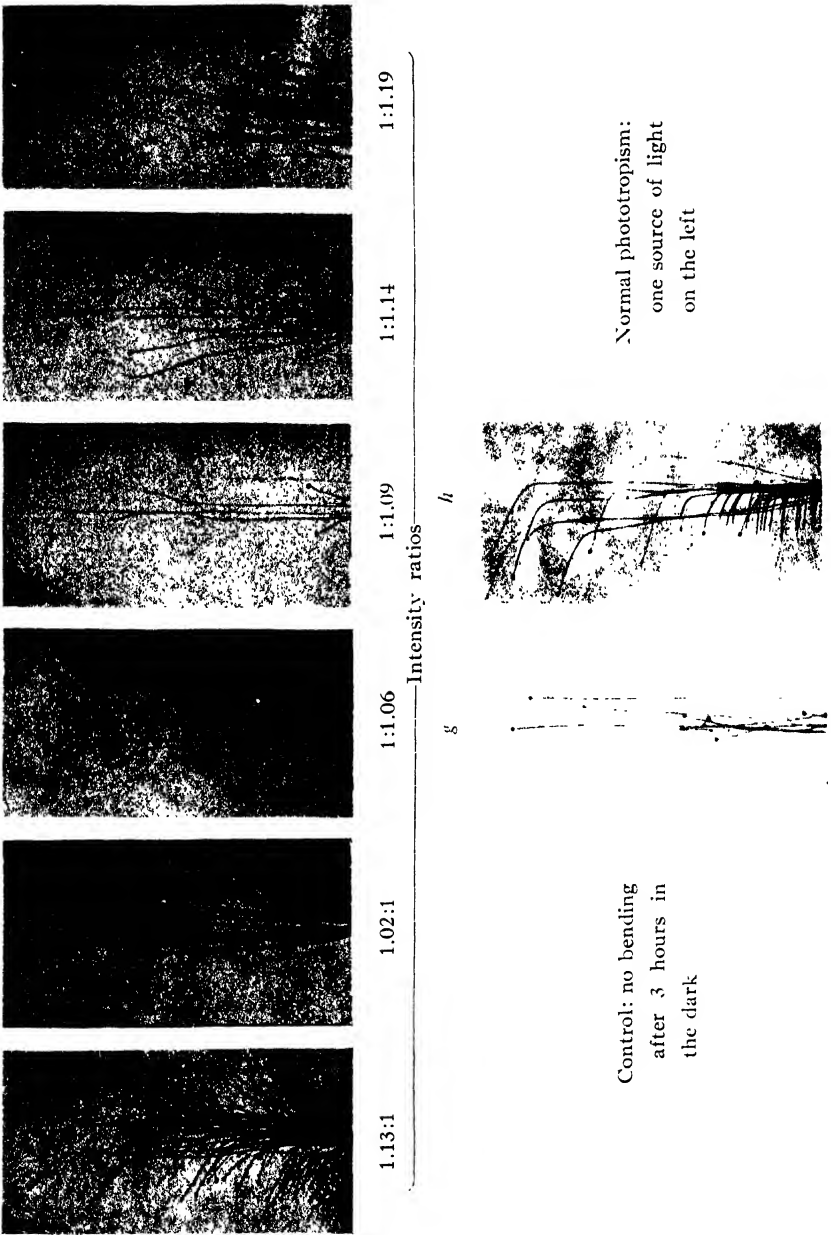 1.13:1
1.02:1
1:1.06
1:1.09
1:1.14
1:1.19
Intensity ratios
g
h
Control: no bending
after 3 hours in
the dark
Normal phototropism:
one source of light
on the left